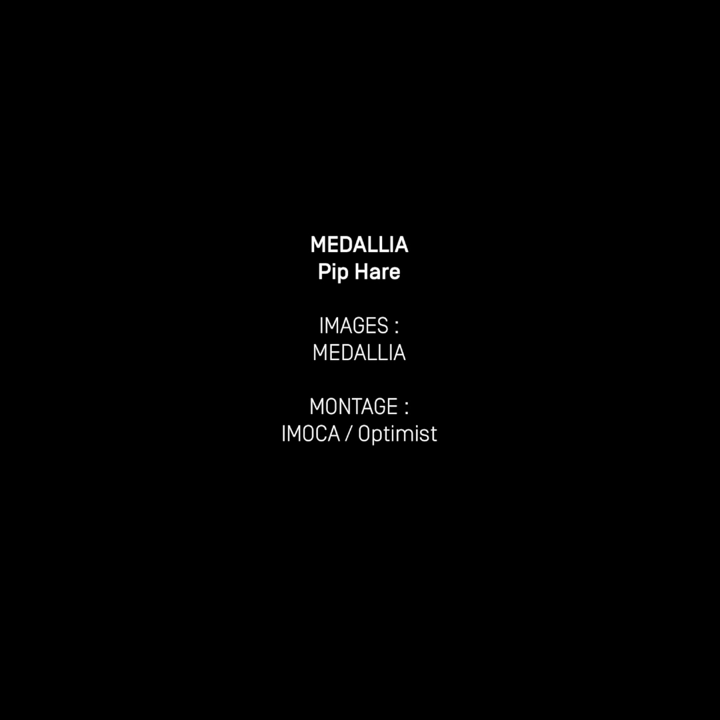 MEDALLIA
Pip Hare
IMAGES :
MEDALLIA
MONTAGE :
IMOCA / Optimist